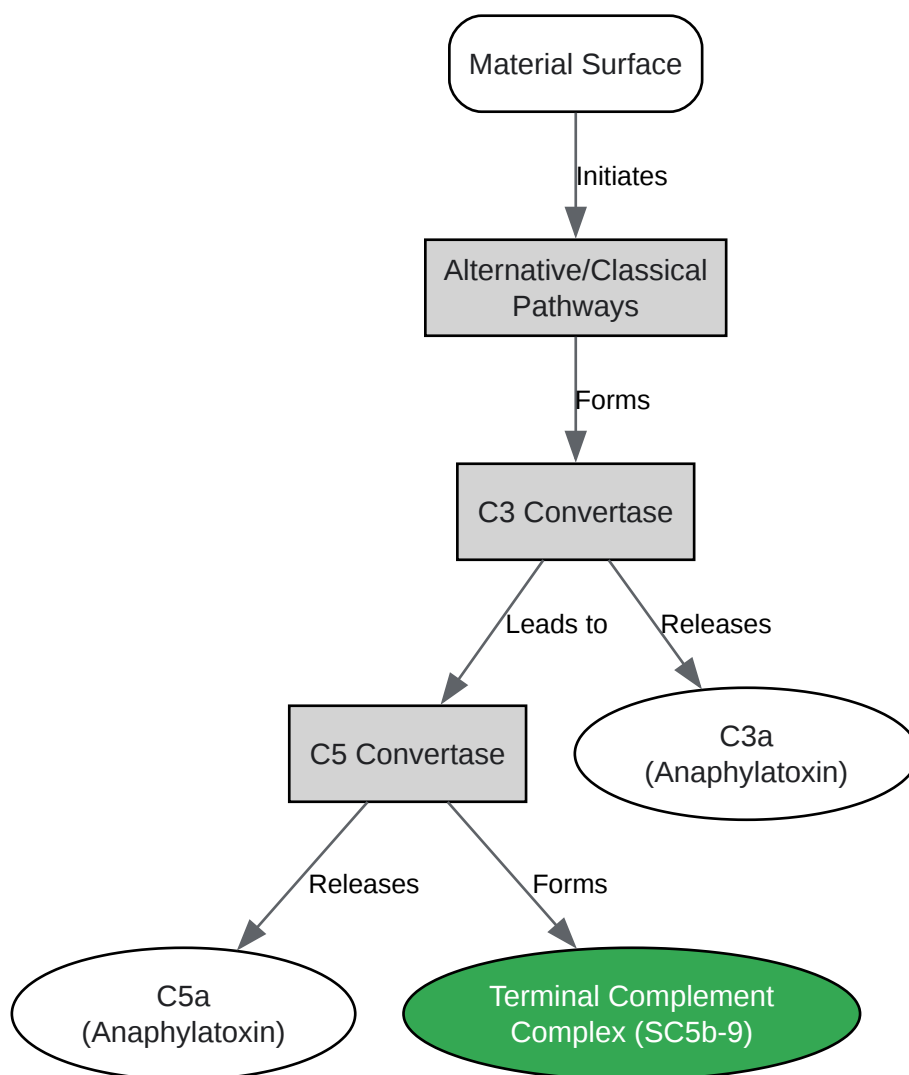 Material Surface
Initiates
Alternative/Classical
Pathways
Forms
C3 Convertase
Leads to
Releases
C5 Convertase
C3a
(Anaphylatoxin)
Releases
Forms
C5a
(Anaphylatoxin)
Terminal Complement
Complex (SC5b-9)